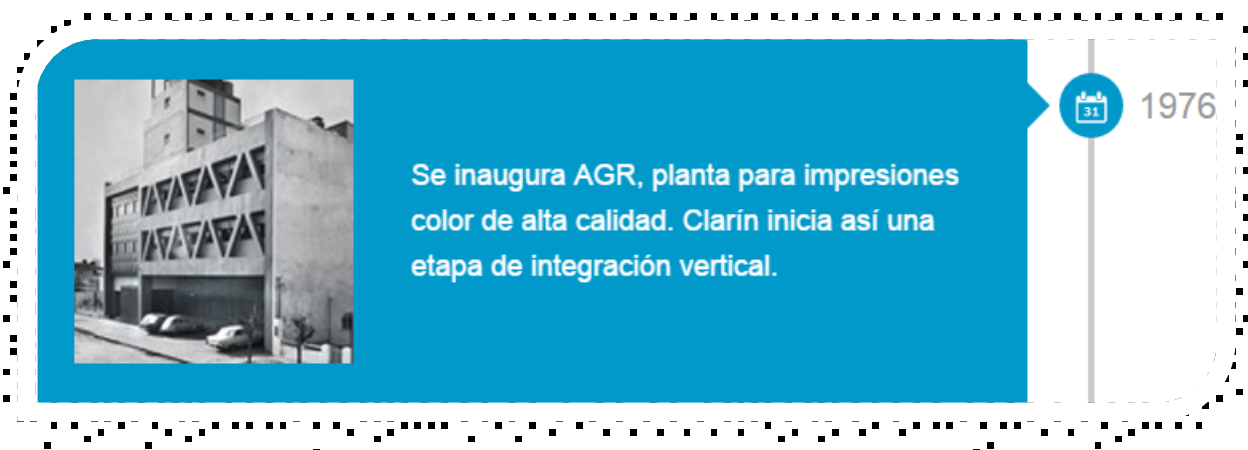 Se inaugura AGR, planta para impresiones
color de alta calidad. Clarín inicia así una
etapa de integración vertical.
31
1976